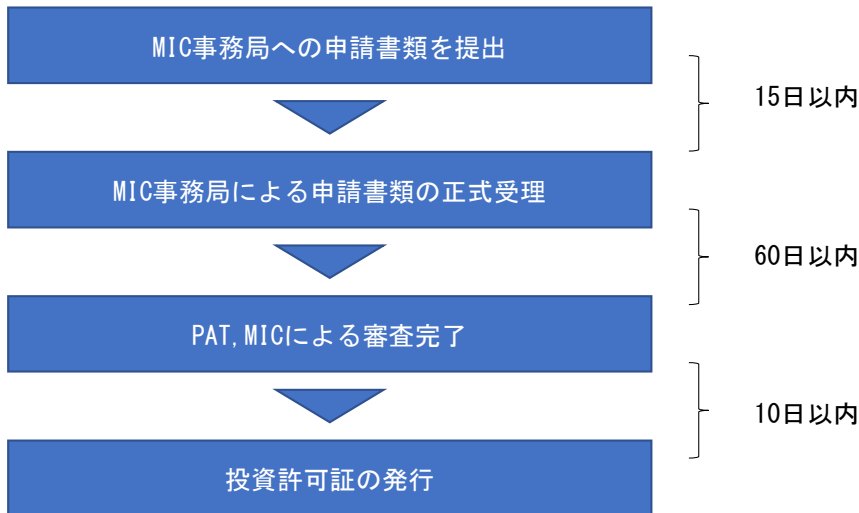 MIC事務局への申請書類を提出
15日以内
MIC事務局による申請書類の正式受理
60日以内
PAT,MICによる審査完了
10日以内
投資許可証の発行